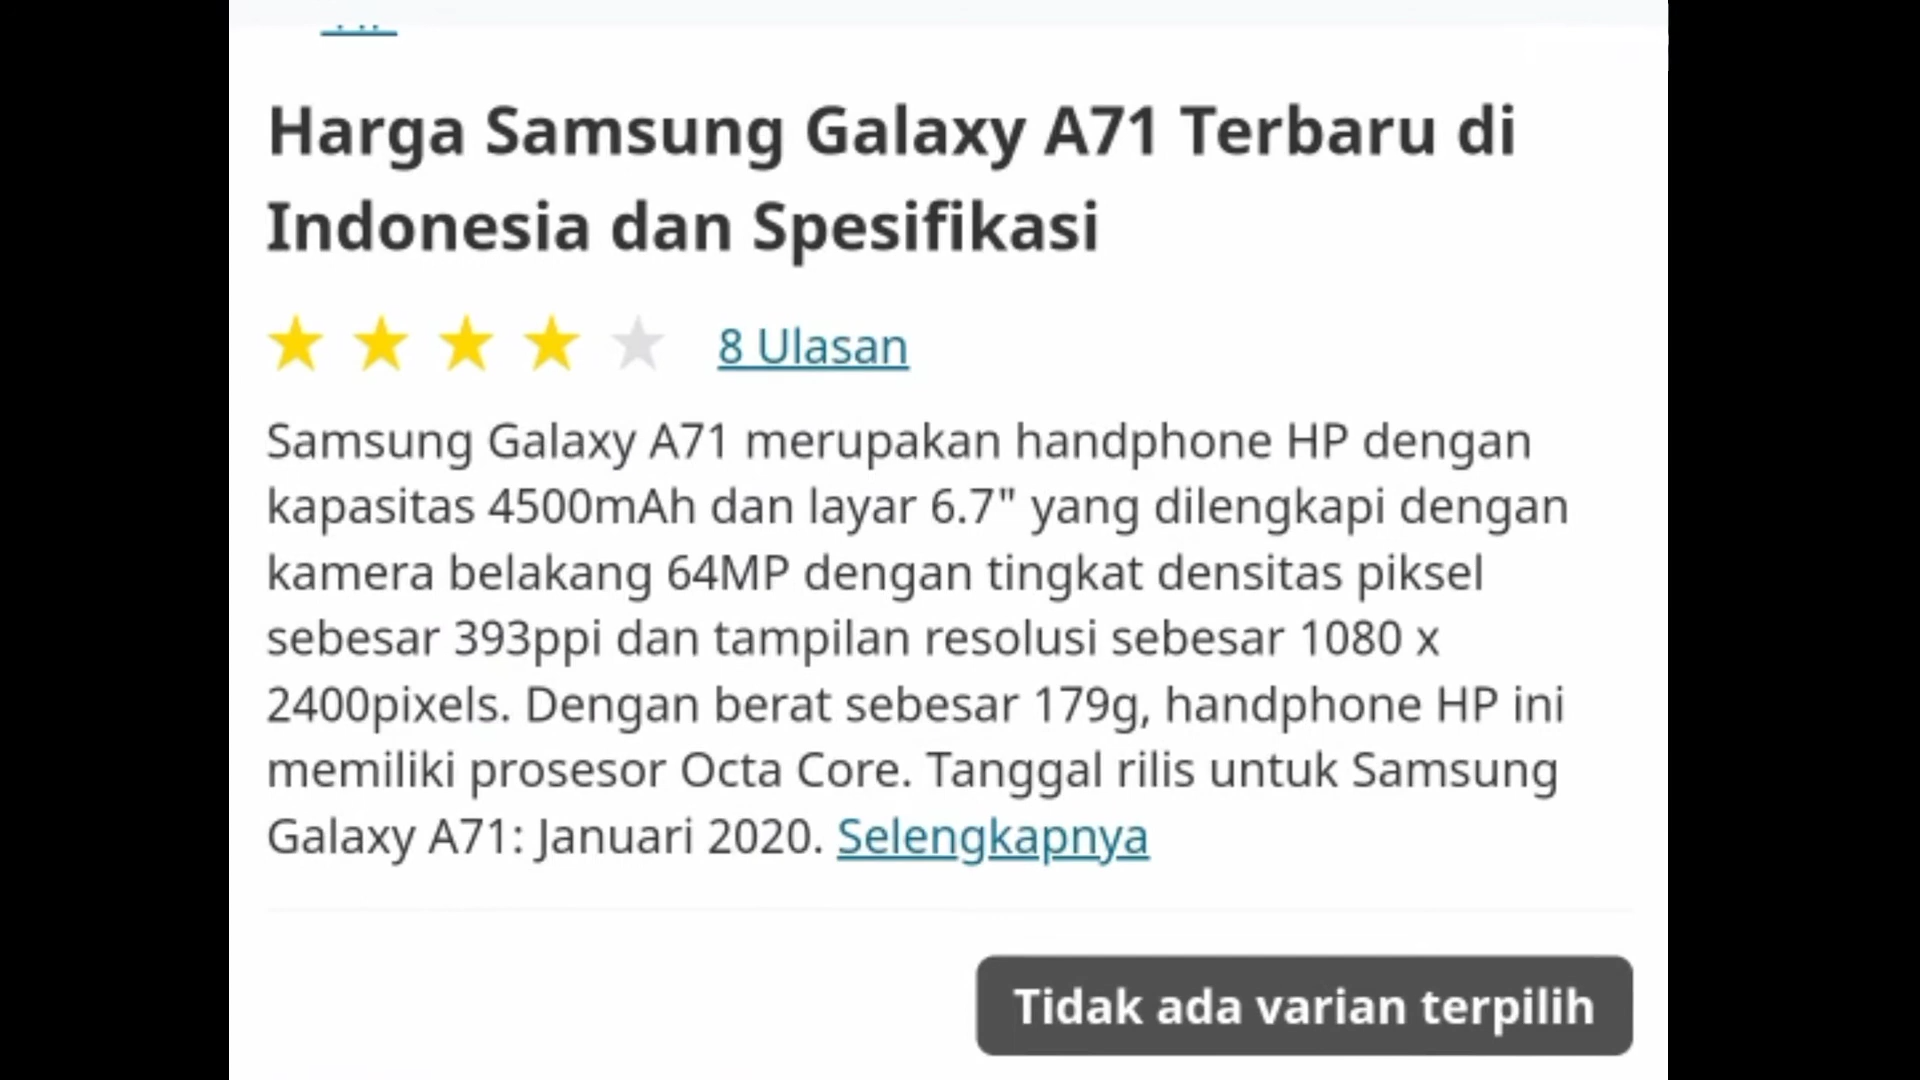 Harga Samsung Galaxy A71 Terbaru di
Indonesia dan Spesifikasi
8 Ulasan
Samsung Galaxy A71 merupakan handphone HP dengan
kapasitas 4500mAh dan layar 6.7" yang dilengkapi dengan
kamera belakang 64MP dengan tingkat densitas piksel
sebesar 393ppi dan tampilan resolusi sebesar 1080 x
2400pixels. Dengan berat sebesar 179g, handphone HP ini
memiliki prosesor Octa Core. Tanggal rilis untuk Samsung
Galaxy A71: Januari 2020. Selengkapnya
Tidak ada varian terpilih